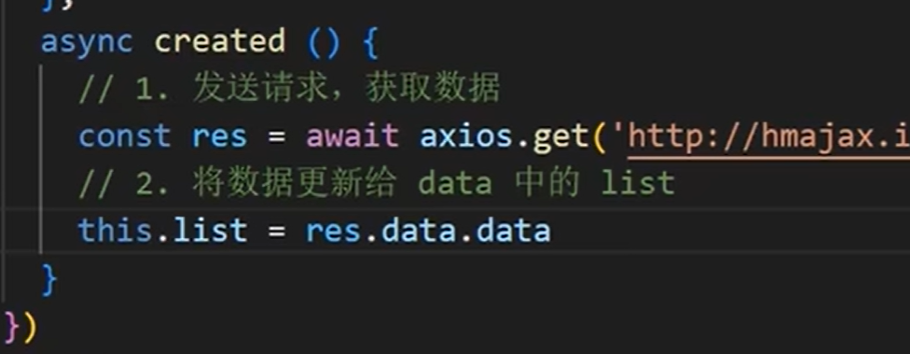 };
async created () {
// 1. 发送请求，获取数据
const res = await axios.get('http://hmajax.i
// 2. 将数据更新给 data 中的 list
this.list = res.data.data
}
})